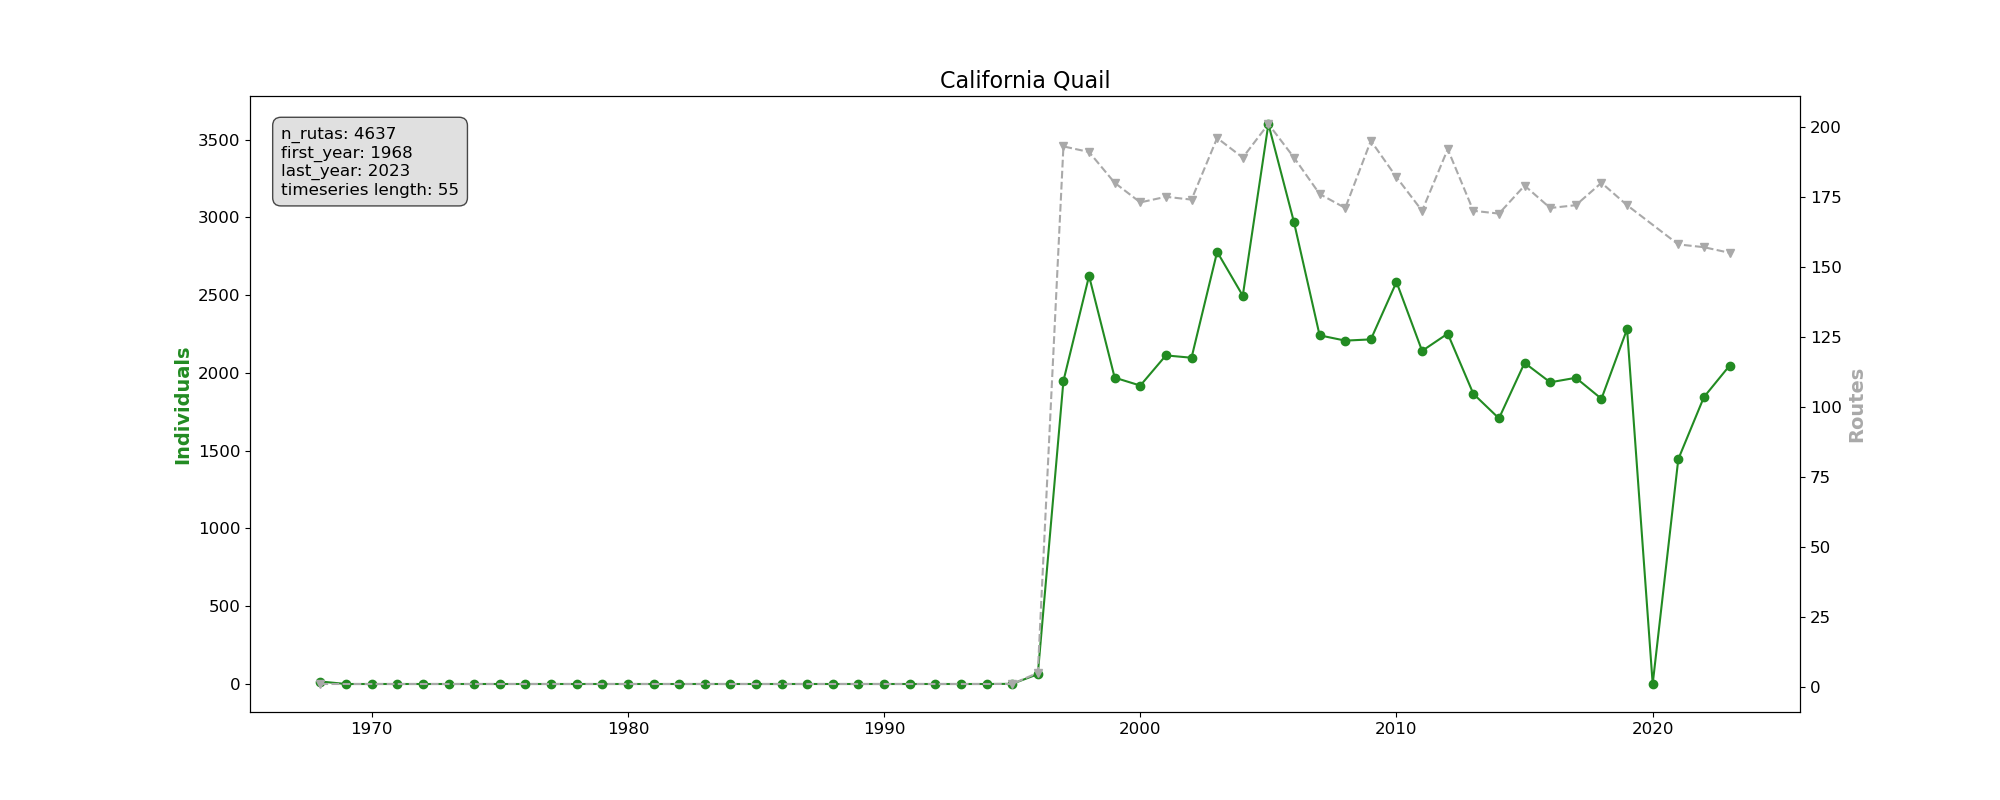 California Quail
n_rutas: 4637
first_year: 1968
last_year: 2023
timeseries length: 55
Individuals
3500
3000
2500
2000
1500
1000
500
0
Routes
200
175
150
125
100
75
50
25
0
1970 1980 1990 2000 2010 2020